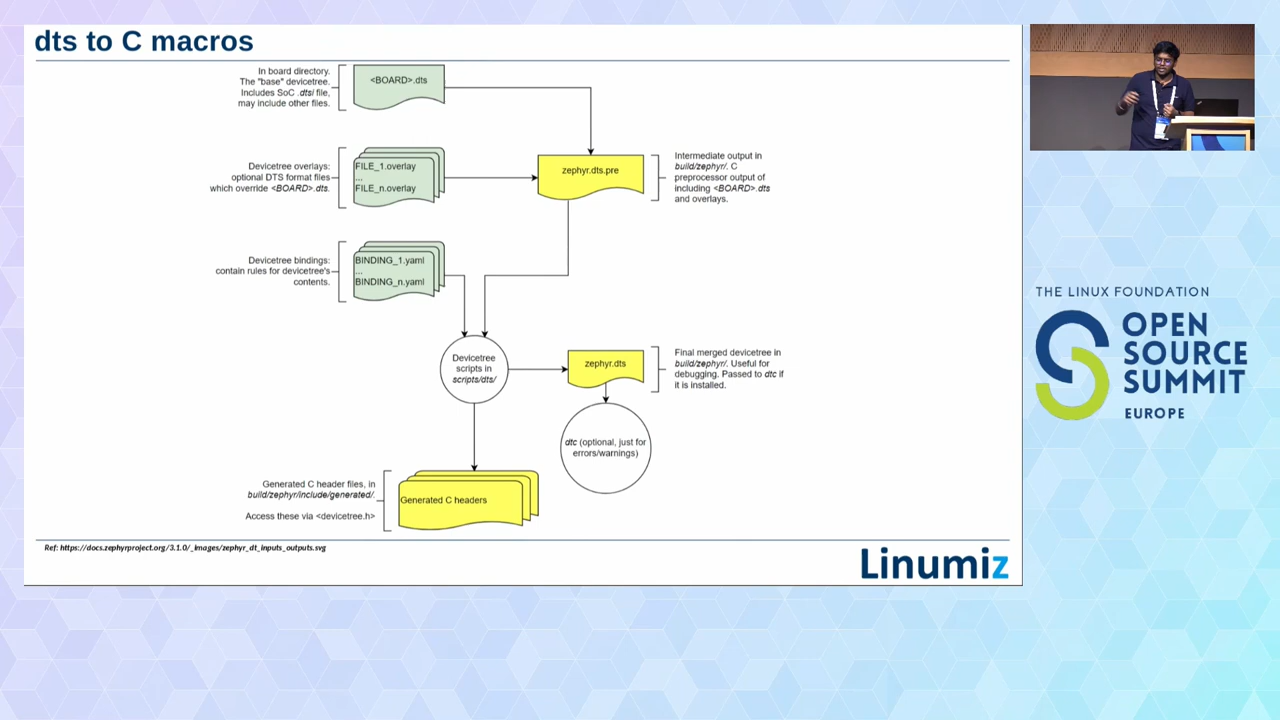 dts to C macros
In board directory.
The "base" devicetree.
Includes SoC .dtsi file,
may include other files.
<BOARD>.dts
Devicetree overlays:
optional DTS format files
which override <BOARD>.dts.
FILE_1.overlay
...
FILE_n.overlay
zephyr.dts.pre
Intermediate output in
build/zephyr/. C
preprocessor output of
including <BOARD>.dts
and overlays.
Devicetree bindings:
contain rules for devicetree's
contents.
BINDING_1.yaml
...
BINDING_n.yaml
Devicetree
scripts in
scripts/dts/
zephyr.dts
Final merged devicetree in
build/zephyr/. Useful for
debugging. Passed to dtc if
it is installed.
dtc (optional, just for
errors/warnings)
Generated C header files, in
build/zephyr/include/generated/.
Access these via <devicetree.h>
Generated C headers
Ref: https://docs.zephyrproject.org/3.1.0/_images/zephyr_dt_inputs_outputs.svg
Linumiz
THE LINUX FOUNDATION
OPEN
SOURCE
SUMMIT
EUROPE